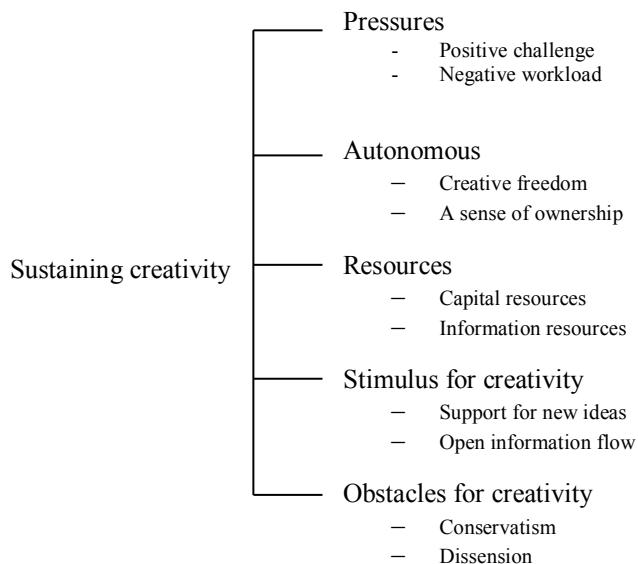 Pressures
- Positive challenge
- Negative workload
Autonomous
– Creative freedom
– A sense of ownership
Sustaining creativity
Resources
– Capital resources
– Information resources
Stimulus for creativity
– Support for new ideas
– Open information flow
Obstacles for creativity
– Conservatism
– Dissension